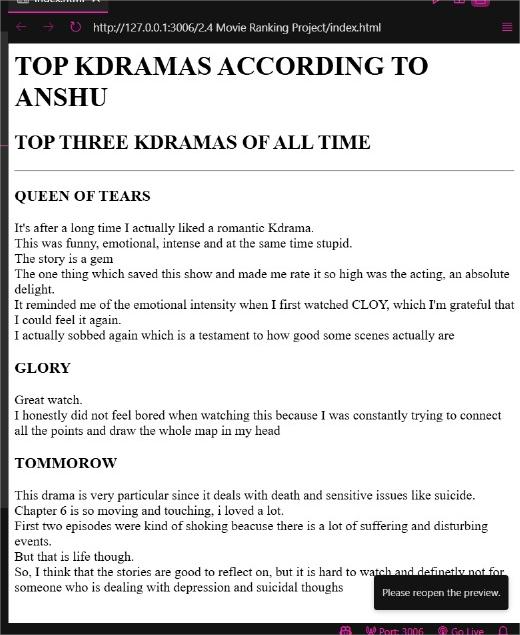 http://127.0.0.1:3006/2.4 Movie Ranking Project/index.html
TOP KDRAMAS ACCORDING TO
ANSHU
TOP THREE KDRAMAS OF ALL TIME
QUEEN OF TEARS
It's after a long time I actually liked a romantic Kdrama.
This was funny, emotional, intense and at the same time stupid.
The story is a gem
The one thing which saved this show and made me rate it so high was the acting, an absolute
delight.
It reminded me of the emotional intensity when I first watched CLOY, which I'm grateful that
I could feel it again.
I actually sobbed again which is a testament to how good some scenes actually are
GLORY
Great watch.
I honestly did not feel bored when watching this because I was constantly trying to connect
all the points and draw the whole map in my head
TOMMOROW
This drama is very particular since it deals with death and sensitive issues like suicide.
Chapter 6 is so moving and touching, i loved a lot.
First two episodes were kind of shoking beacuse there is a lot of suffering and disturbing
events.
But that is life though.
So, I think that the stories are good to reflect on, but it is hard to watch and definetly not for
someone who is dealing with depression and suicidal thoughs
Please reopen the preview.
Port: 3006
Go Live